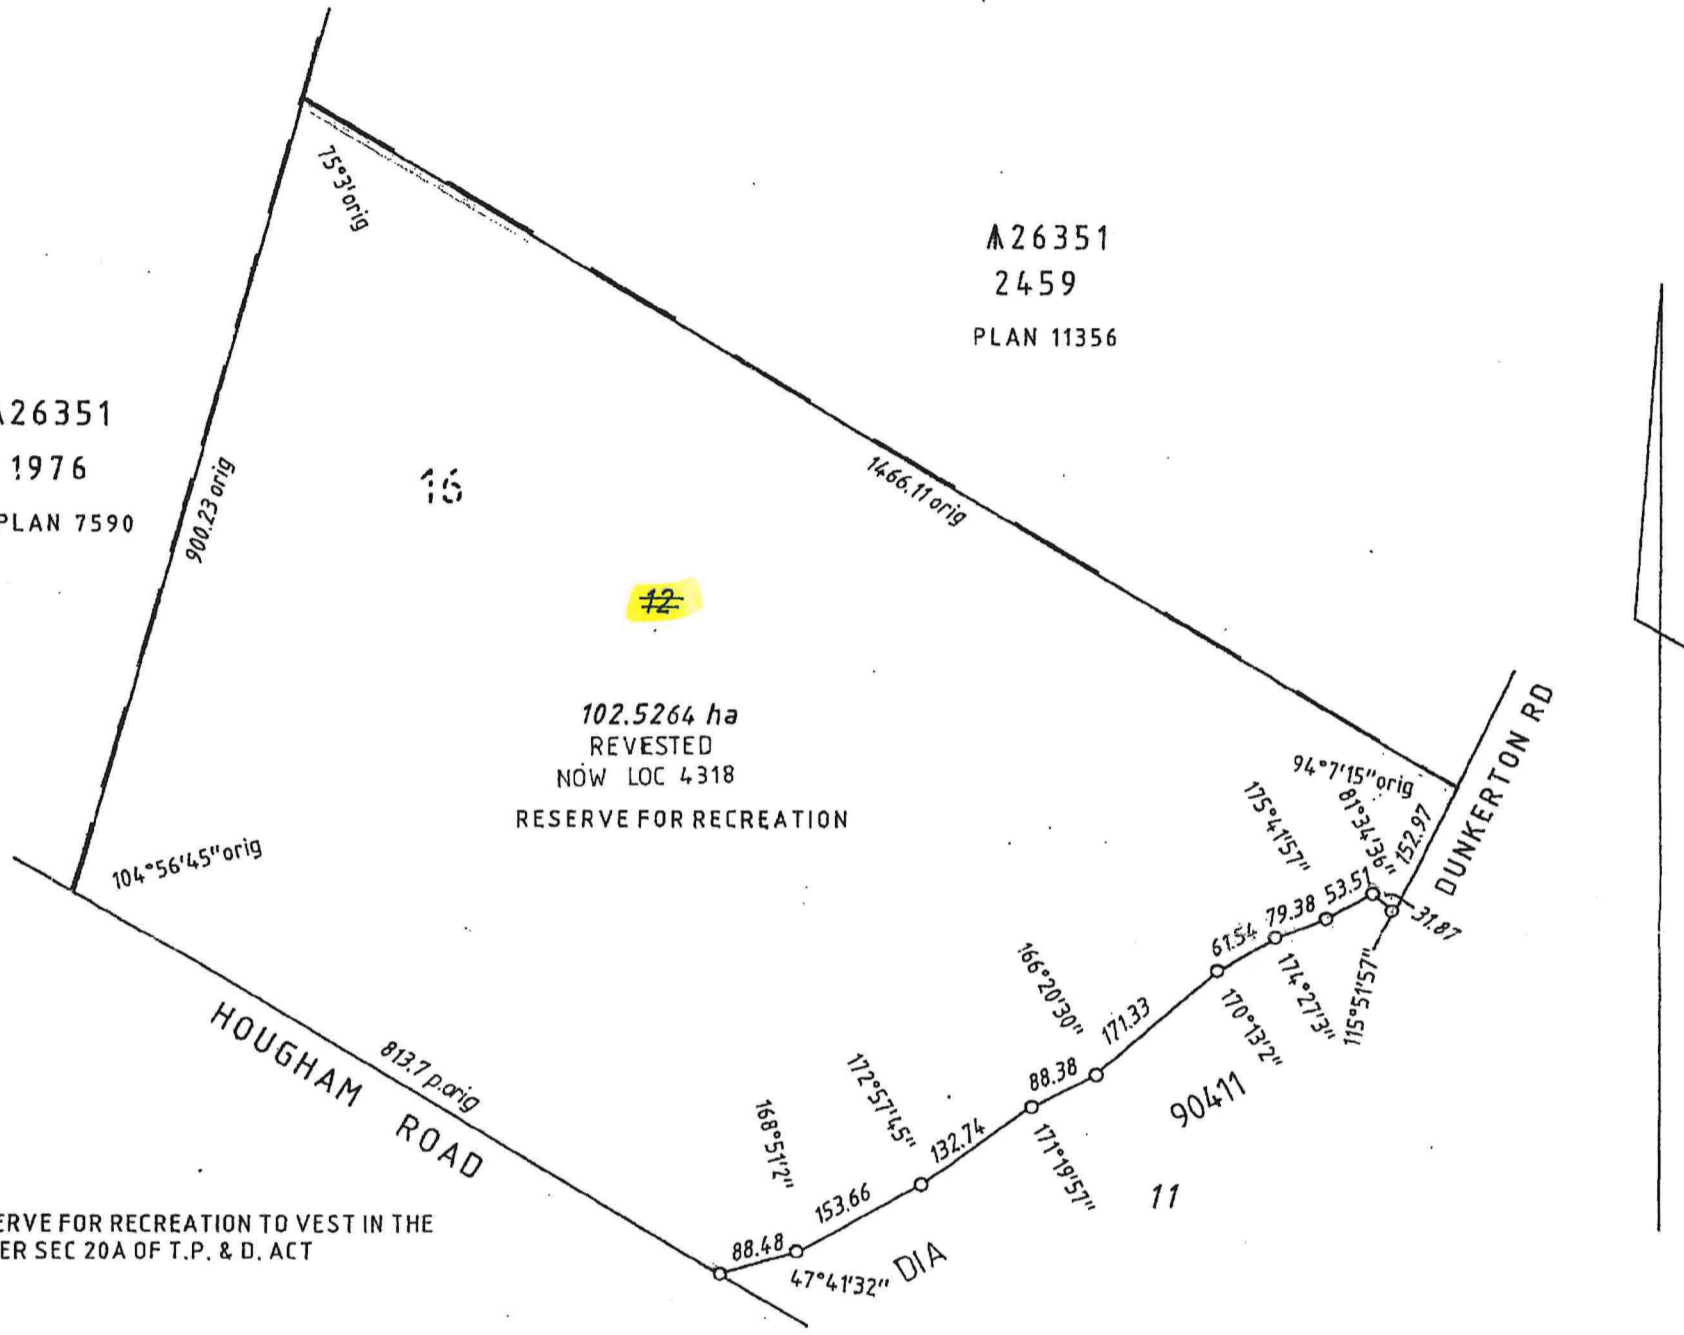 75°3'orig
A26351
2459
PLAN 11356
26351
1976
PLAN 7590
900.23 orig
16
1466.11 orig
12
102.5264 ha
REVESTED
NOW LOC 4318
RESERVE FOR RECREATION
94°7'15"orig
81°34'36"
175°41'57"
152.97
DUNKERTON RD
104°56'45"orig
53.51
79.38
61.54
31.87
115°51'57"
174°27'3"
170°13'2"
166°20'30"
171.33
HOUGHAM ROAD
813.7 p.orig
172°57'45"
88.38
90411
168°51'2"
132.74
171°19'57"
11
153.66
88.48
47°41'32"
DIA
ERVE FOR RECREATION TO VEST IN THE
ER SEC 20A OF T.P. & D. ACT